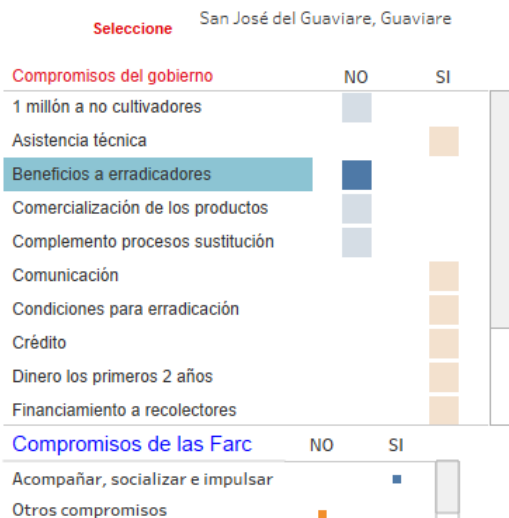 Seleccione San José del Guaviare, Guaviare
Compromisos del gobierno NO SI
1 millón a no cultivadores
Asistencia técnica
Beneficios a erradicadores
Comercialización de los productos
Complemento procesos sustitución
Comunicación
Condiciones para erradicación
Crédito
Dinero los primeros 2 años
Financiamiento a recolectores
Compromisos de las Farc NO SI
Acompañar, socializar e impulsar
Otros compromisos